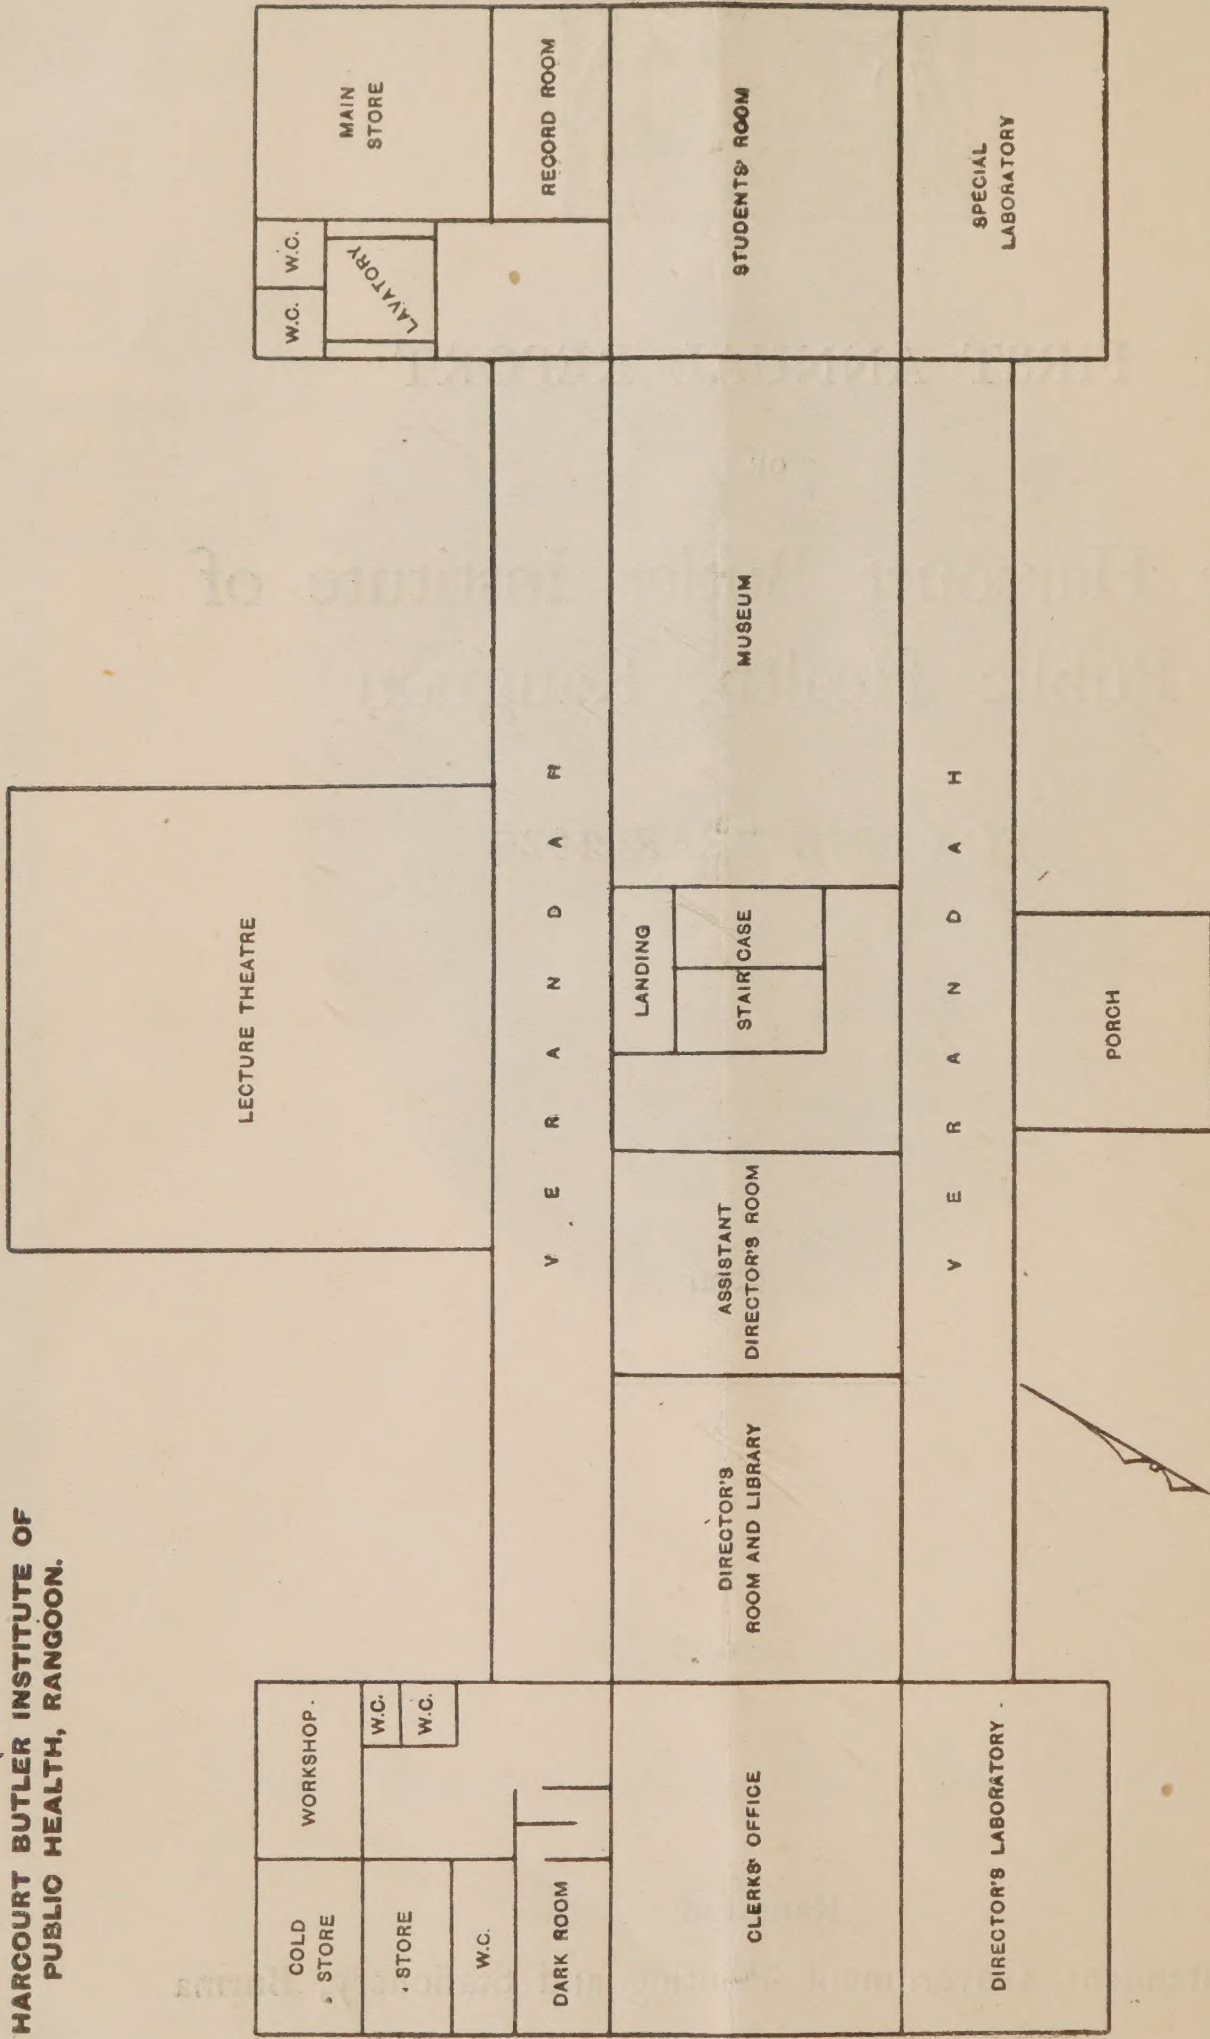 HARCOURT BUTLER INSTITUTE OF
PUBLIC HEALTH, RANGOON.
LECTURE THEATRE
COLD
STORE
WORKSHOP.
W.C.
W.C.
MAIN
STORE
STORE
W.C.
W.C.
LAVATORY
W.C.
DARK ROOM
VERANDAH
RECORD ROOM
CLERKS' OFFICE
DIRECTOR'S
ROOM AND LIBRARY
ASSISTANT
DIRECTOR'S ROOM
LANDING
STAIR CASE
MUSEUM
STUDENTS' ROOM
DIRECTOR'S LABORATORY.
VERANDAH
SPECIAL
LABORATORY
PORCH